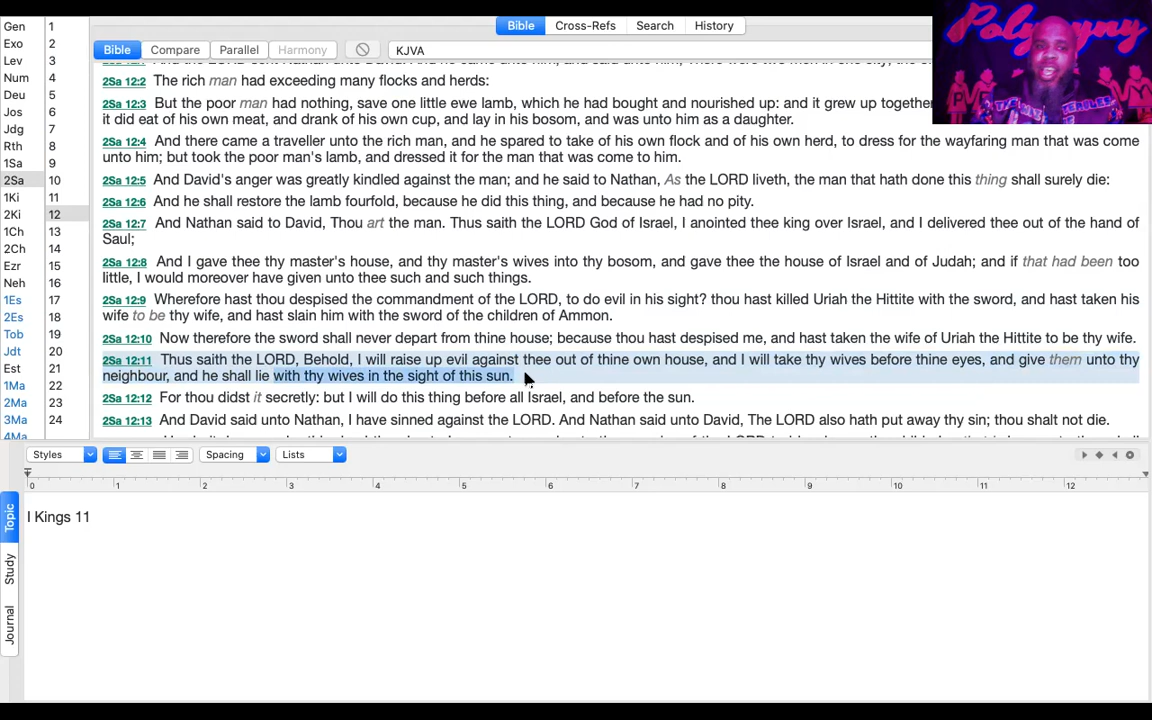 Bible Cross-Refs Search History
Bible Compare Parallel Harmony KJVA
Polygyny
Gen 1
Exo 2
Lev 3
Num 4
Deu 5
Jos 6
Jdg 7
Rth 8
1Sa 9
2Sa 10
1Ki 11
2Ki 12
1Ch 13
2Ch 14
Ezr 15
Neh 16
1Es 17
2Es 18
Tob 19
Jdt 20
Est 21
1Ma 22
2Ma 23
3Ma 24
4Ma
2Sa 12:2 The rich man had exceeding many flocks and herds:
2Sa 12:3 But the poor man had nothing, save one little ewe lamb, which he had bought and nourished up: and it grew up together
it did eat of his own meat, and drank of his own cup, and lay in his bosom, and was unto him as a daughter.
2Sa 12:4 And there came a traveller unto the rich man, and he spared to take of his own flock and of his own herd, to dress for the wayfaring man that was come
unto him; but took the poor man's lamb, and dressed it for the man that was come to him.
2Sa 12:5 And David's anger was greatly kindled against the man; and he said to Nathan, As the LORD liveth, the man that hath done this thing shall surely die:
2Sa 12:6 And he shall restore the lamb fourfold, because he did this thing, and because he had no pity.
2Sa 12:7 And Nathan said to David, Thou art the man. Thus saith the LORD God of Israel, I anointed thee king over Israel, and I delivered thee out of the hand of
Saul;
2Sa 12:8 And I gave thee thy master's house, and thy master's wives into thy bosom, and gave thee the house of Israel and of Judah; and if that had been too
little, I would moreover have given unto thee such and such things.
2Sa 12:9 Wherefore hast thou despised the commandment of the LORD, to do evil in his sight? thou hast killed Uriah the Hittite with the sword, and hast taken his
wife to be thy wife, and hast slain him with the sword of the children of Ammon.
2Sa 12:10 Now therefore the sword shall never depart from thine house; because thou hast despised me, and hast taken the wife of Uriah the Hittite to be thy wife.
2Sa 12:11 Thus saith the LORD, Behold, I will raise up evil against thee out of thine own house, and I will take thy wives before thine eyes, and give them unto thy
neighbour, and he shall lie with thy wives in the sight of this sun.
2Sa 12:12 For thou didst it secretly: but I will do this thing before all Israel, and before the sun.
2Sa 12:13 And David said unto Nathan, I have sinned against the LORD. And Nathan said unto David, The LORD also hath put away thy sin; thou shalt not die.
Styles Spacing Lists
0 1 2 3 4 5 6 7 8 9 10 11 12
Topic
Study
Journal
I Kings 11